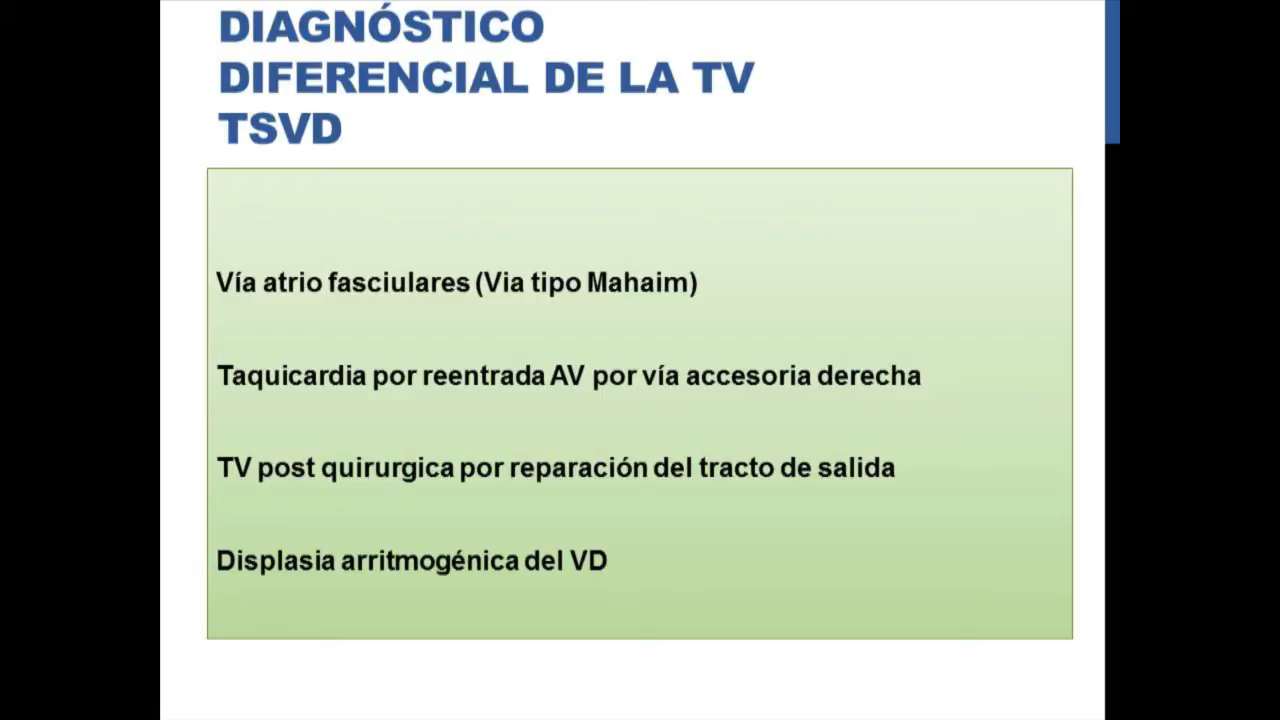 DIAGNÓSTICO
DIFERENCIAL DE LA TV
TSVD
Vía atrio fasciulares (Via tipo Mahaim)
Taquicardia por reentrada AV por vía accesoria derecha
TV post quirurgica por reparación del tracto de salida
Displasia arritmogénica del VD